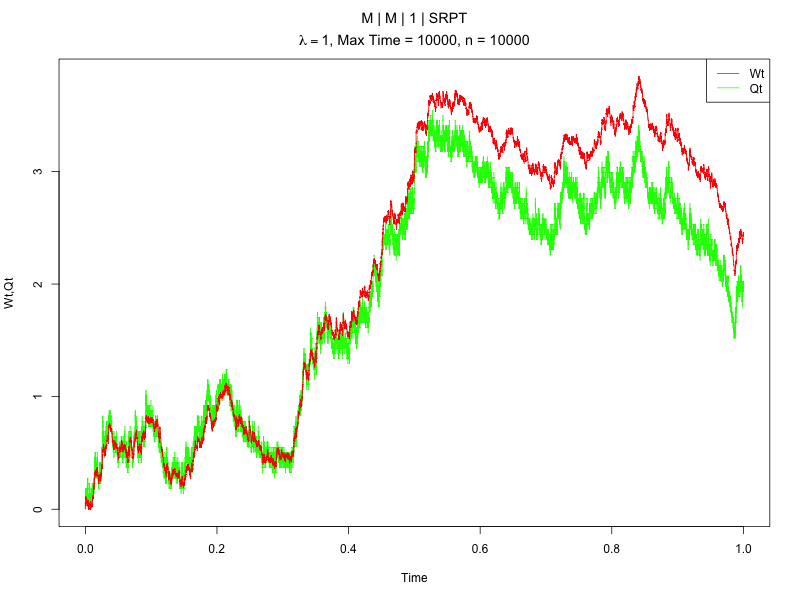 M | M | 1 | SRPT
λ = 1, Max Time = 10000, n = 10000
Wt
Qt
Wt,Qt
3
2
1
0
0.0 0.2 0.4 0.6 0.8 1.0
Time